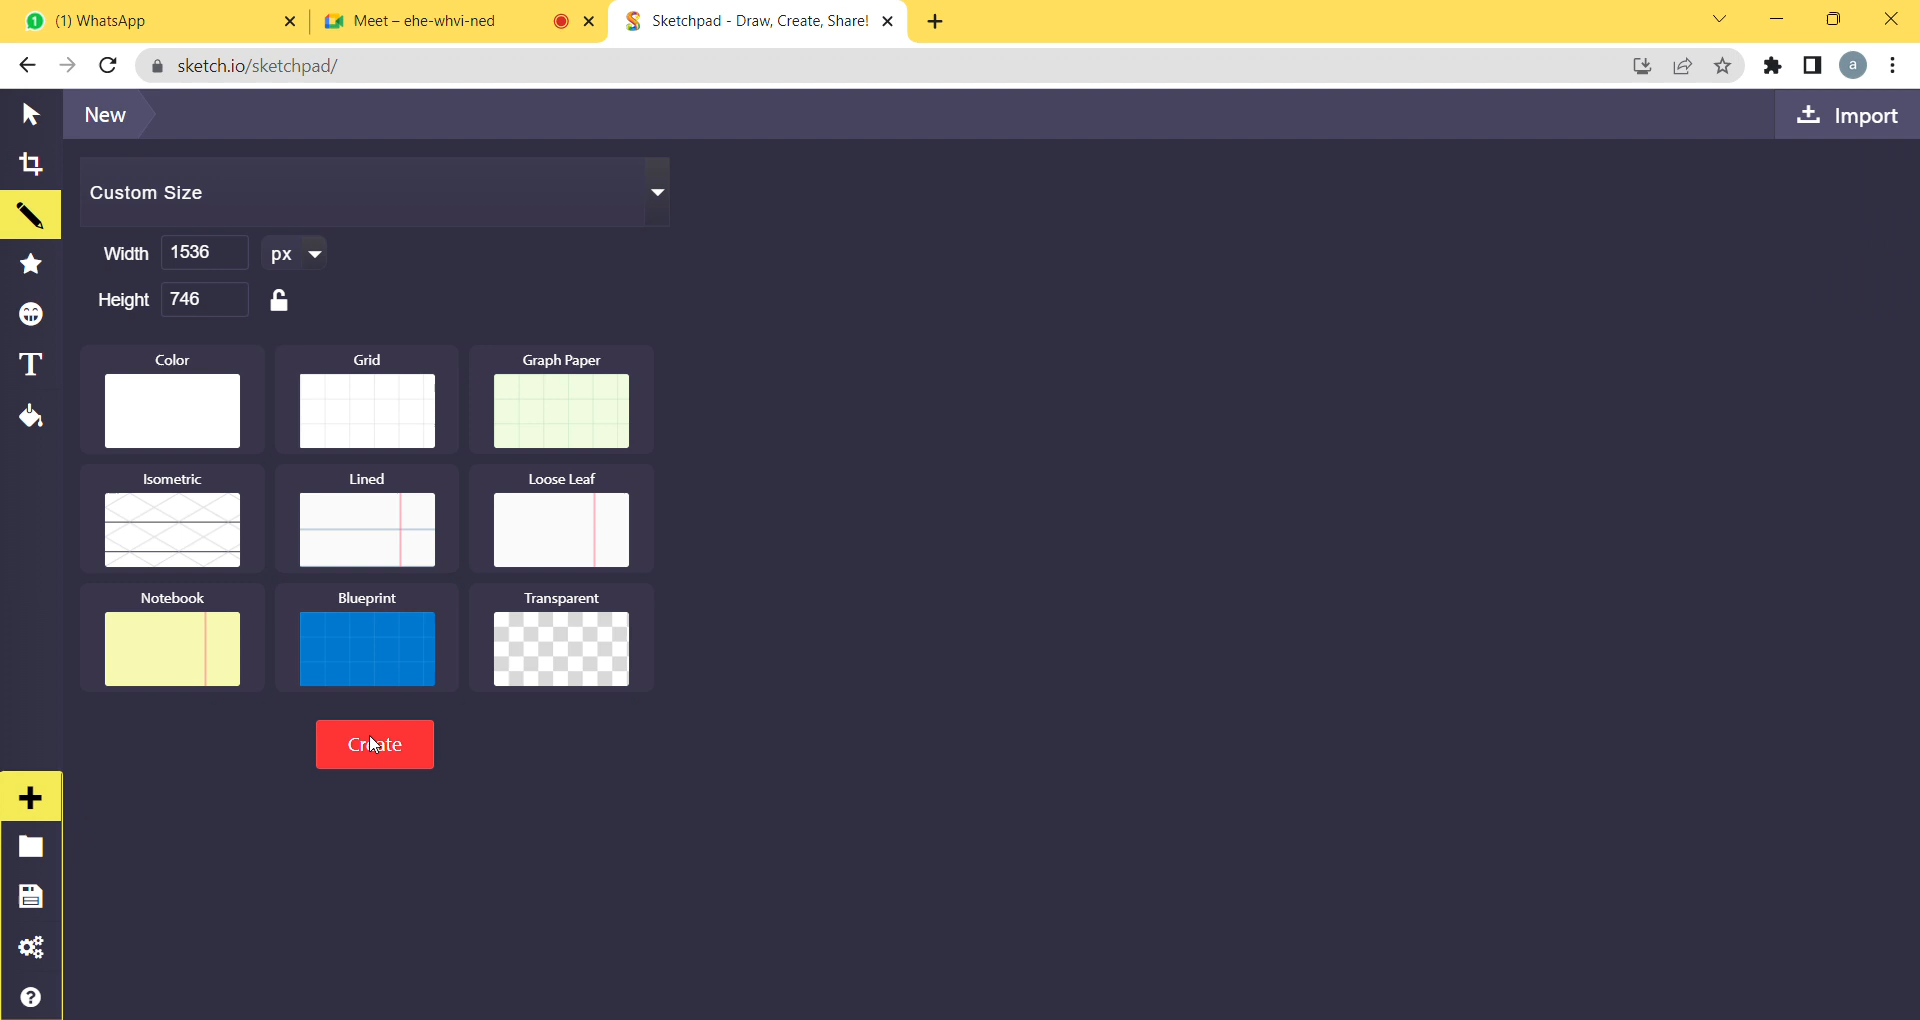 (1) WhatsApp
Meet – ehe-whvi-ned
Sketchpad - Draw, Create, Share!
sketch.io/sketchpad/
a
New
Import
Custom Size
Width 1536 px
Height 746
Color Grid Graph Paper
Isometric Lined Loose Leaf
Notebook Blueprint Transparent
Create